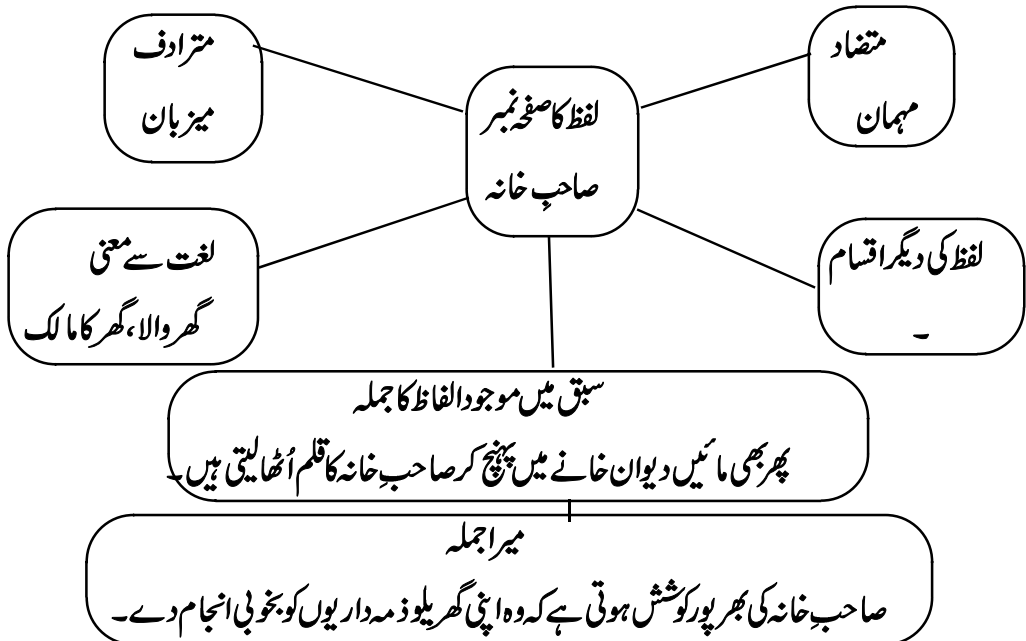 متضاد
مہمان
مترادف
میزبان
لفظ کا صفحہ نمبر
صاحبِ خانہ
لفظ کی دیگر اقسام
۔
لغت سے معنی
گھر والا، گھر کا مالک
سبق میں موجود الفاظ کا جملہ
پھر بھی مائیں دیوان خانے میں پہنچ کر صاحبِ خانہ کا قلم اُٹھا لیتی ہیں۔
میرا جملہ
صاحبِ خانہ کی بھرپور کوشش ہوتی ہے کہ وہ اپنی گھریلو ذمہ داریوں کو بخوبی انجام دے۔